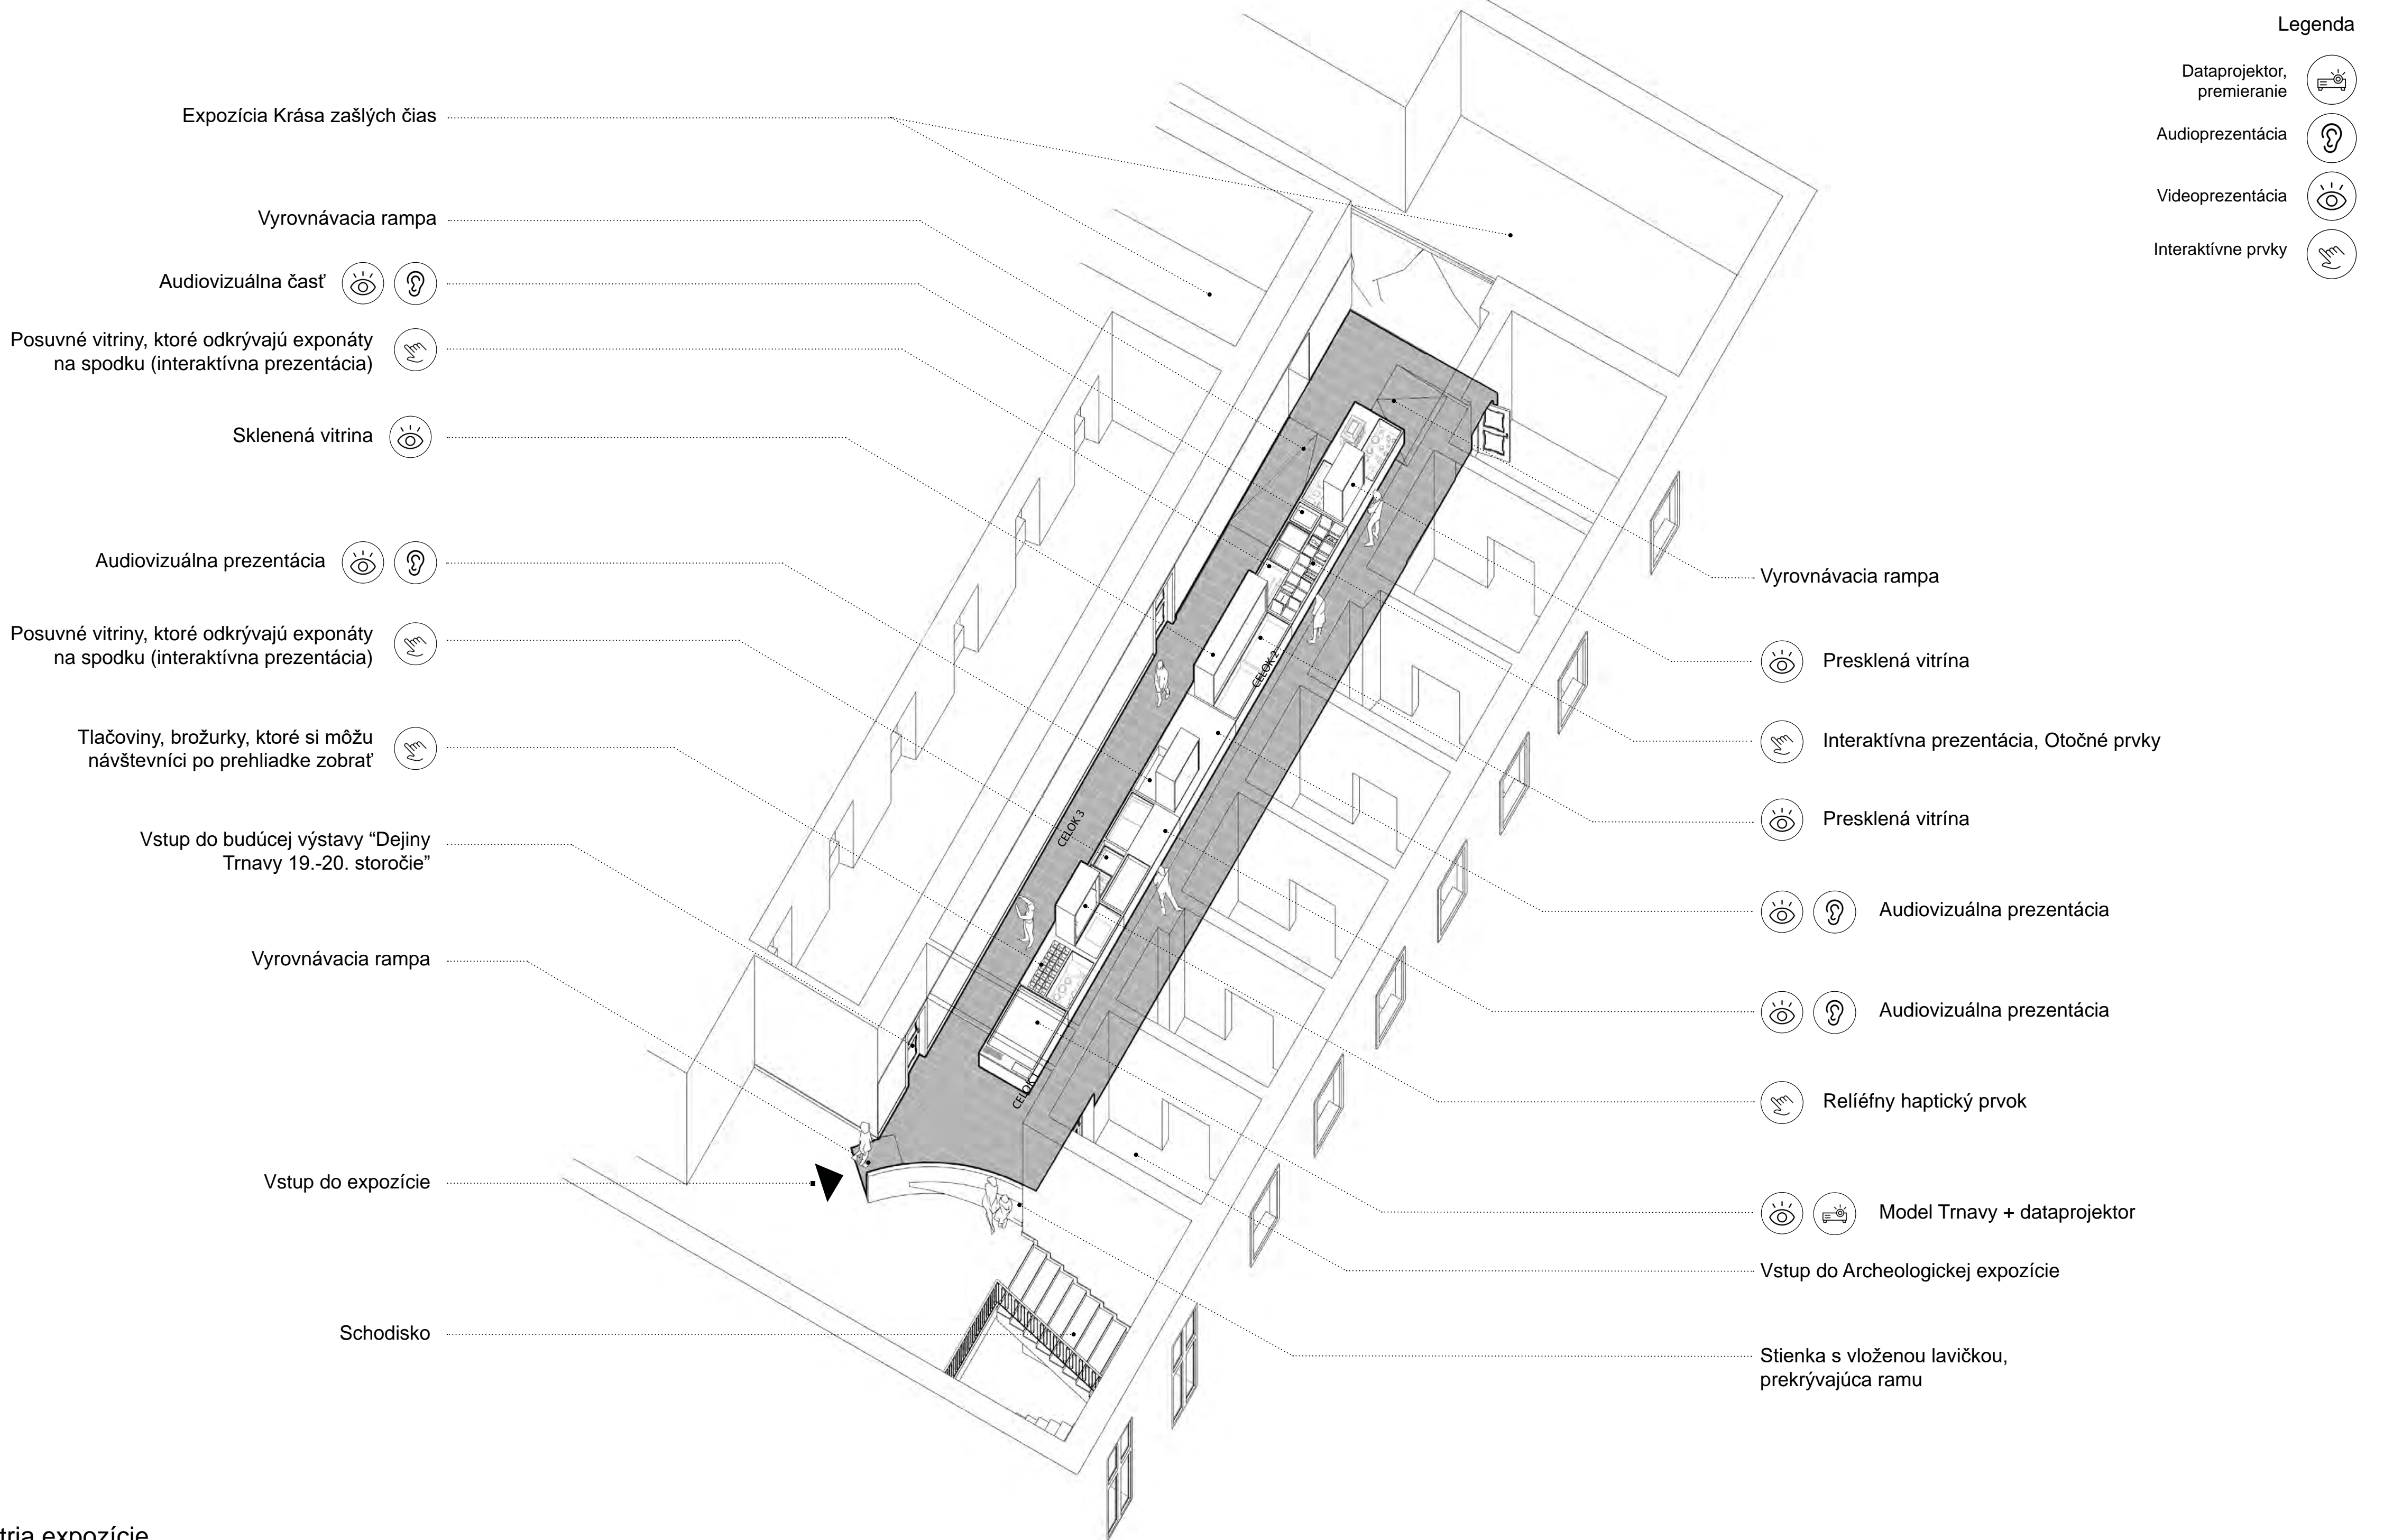 Legenda
Dataprojektor,
premieranie
Audioprezentácia
Videoprezentácia
Interaktívne prvky
Expozícia Krása zašlých čias
Vyrovnávacia rampa
Audiovizuálna časť
Posuvné vitriny, ktoré odkrývajú exponáty
na spodku (interaktívna prezentácia)
Sklenená vitrina
Audiovizuálna prezentácia
Posuvné vitriny, ktoré odkrývajú exponáty
na spodku (interaktívna prezentácia)
Tlačoviny, brožurky, ktoré si môžu
návštevníci po prehliadke zobrať
Vstup do budúcej výstavy “Dejiny
Trnavy 19.-20. storočie”
Vyrovnávacia rampa
Vstup do expozície
Schodisko
CELOK 2
CELOK 3
Vyrovnávacia rampa
Presklená vitrína
Interaktívna prezentácia, Otočné prvky
Presklená vitrína
Audiovizuálna prezentácia
Audiovizuálna prezentácia
Reliéfny haptický prvok
Model Trnavy + dataprojektor
Vstup do Archeologickej expozície
Stienka s vloženou lavičkou,
prekrývajúca ramu
expozície